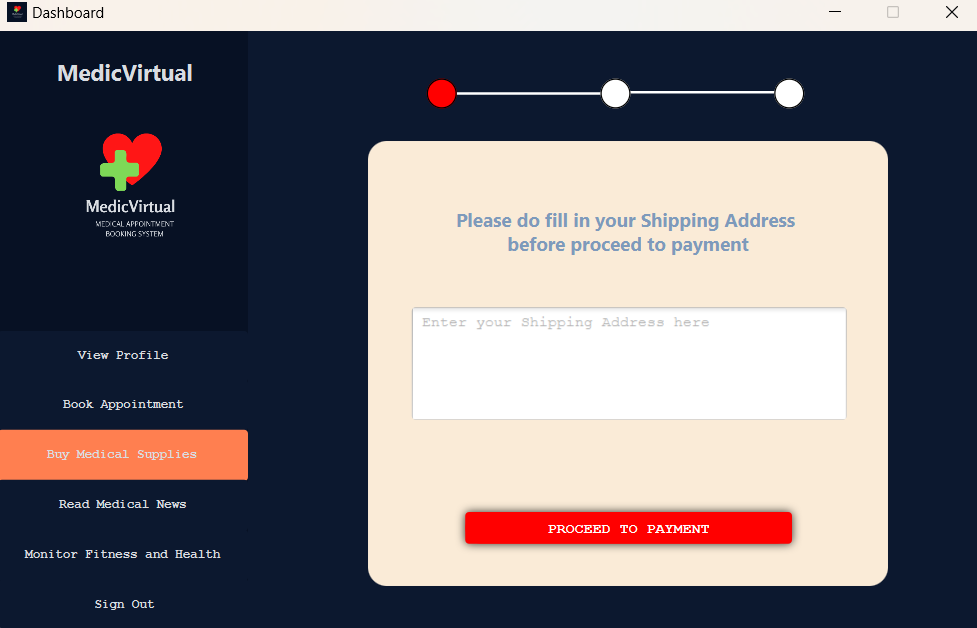 Dashboard
MedicVirtual
MedicVirtual
MEDICAL APPOINTMENT
BOOKING SYSTEM
View Profile
Book Appointment
Buy Medical Supplies
Read Medical News
Monitor Fitness and Health
Sign Out
Please do fill in your Shipping Address
before proceed to payment
Enter your Shipping Address here
PROCEED TO PAYMENT